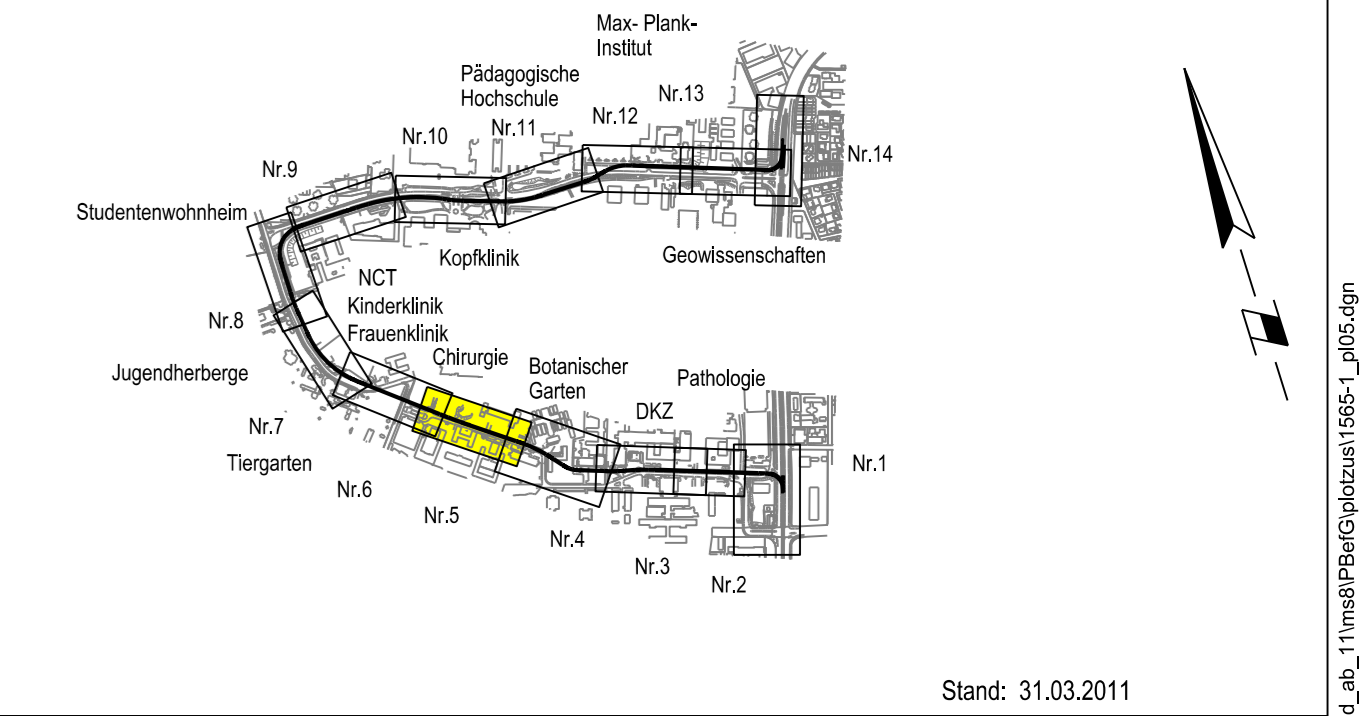 Max- Plank-
Institut
Pädagogische
Hochschule
Nr.13
Nr.12
Nr.11
Nr.10
Nr.14
Nr.9
Studentenwohnheim
Kopfklinik
Geowissenschaften
NCT
Kinderklinik
Nr.8
Frauenklinik
Chirurgie
Jugendherberge
Botanischer
Garten
Pathologie
DKZ
Nr.7
Tiergarten
Nr.1
Nr.6
Nr.5
Nr.4
Nr.3
Nr.2
Stand: 31.03.2011
d_ab_11\ms8\PBefG\plotzus\1565-1_pl05.dgn